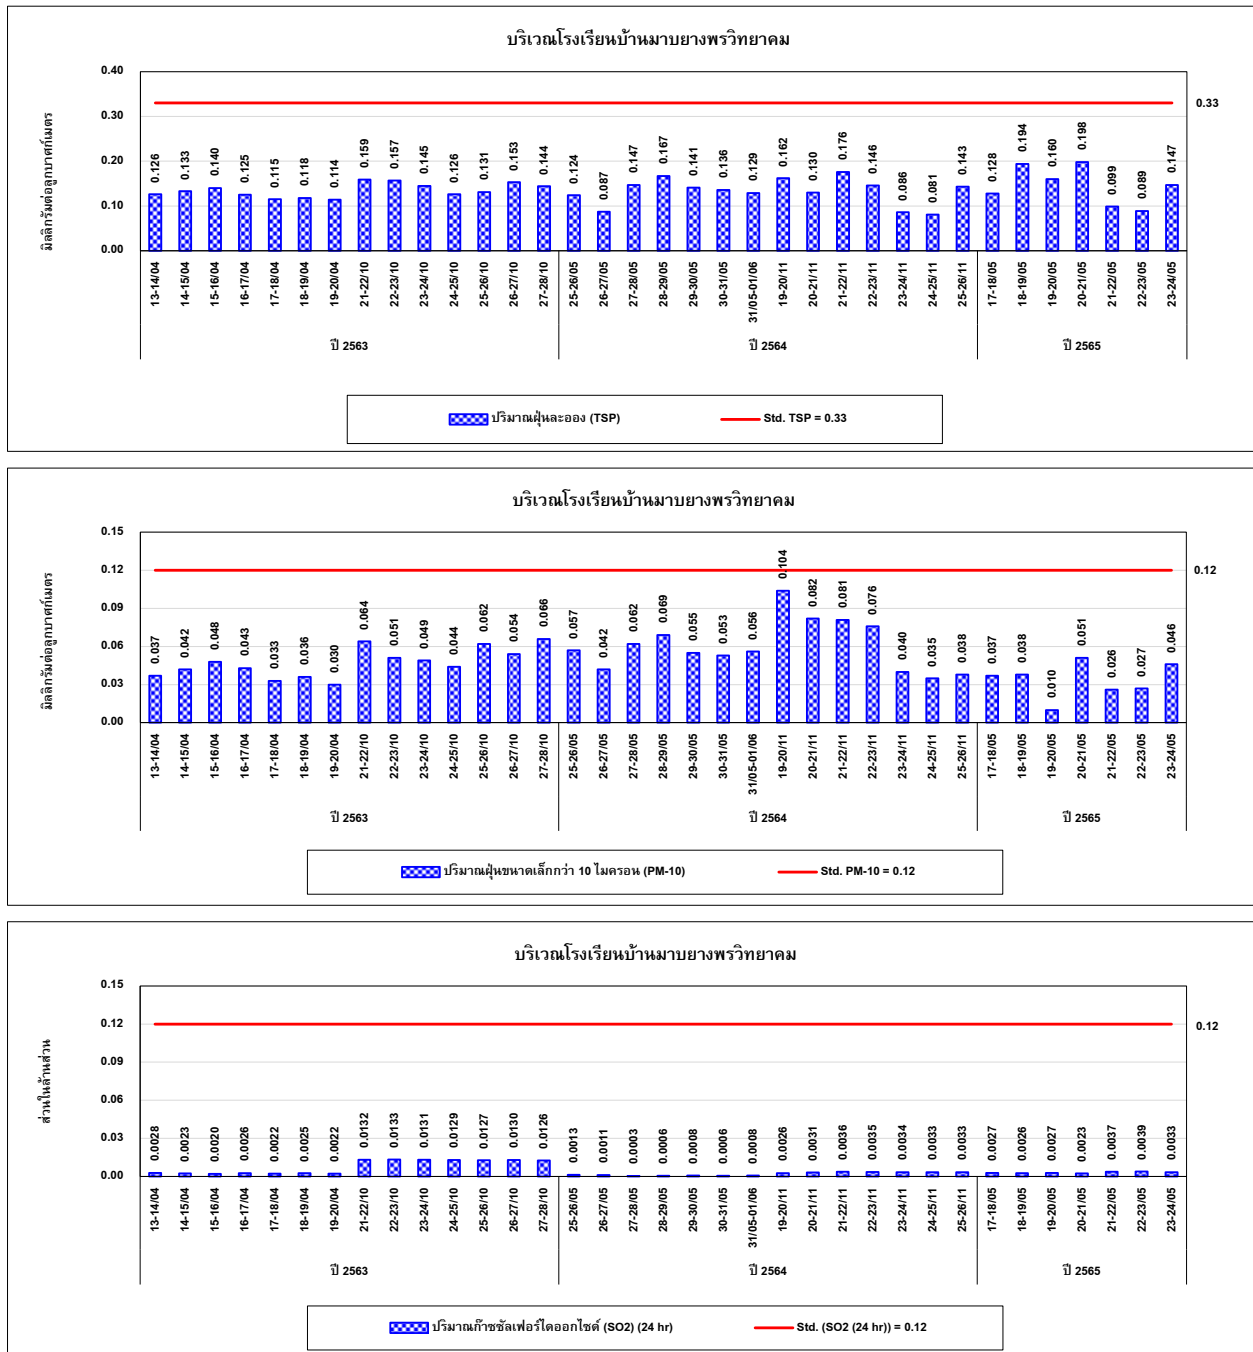 บริเวณโรงเรียนบ้านมาบยางพรวิทยาคม
มิลลิกรัมต่อลูกบาศก์เมตร
0.40
0.30
0.20
0.10
0.00
0.33
0.126 0.133 0.140 0.125 0.115 0.118 0.114 0.159 0.157 0.145 0.126 0.131 0.153 0.144 0.124 0.087 0.147 0.167 0.141 0.136 0.129 0.162 0.130 0.176 0.146 0.086 0.081 0.143 0.128 0.194 0.160 0.198 0.099 0.089 0.147
13-14/04 14-15/04 15-16/04 16-17/04 17-18/04 18-19/04 19-20/04 21-22/10 22-23/10 23-24/10 24-25/10 25-26/10 26-27/10 27-28/10 25-26/05 26-27/05 27-28/05 28-29/05 29-30/05 30-31/05 31/05-01/06 19-20/11 20-21/11 21-22/11 22-23/11 23-24/11 24-25/11 25-26/11 17-18/05 18-19/05 19-20/05 20-21/05 21-22/05 22-23/05 23-24/05
ปี 2563 ปี 2564 ปี 2565
ปริมาณฝุ่นละออง (TSP) Std. TSP = 0.33
บริเวณโรงเรียนบ้านมาบยางพรวิทยาคม
มิลลิกรัมต่อลูกบาศก์เมตร
0.15
0.12
0.09
0.06
0.03
0.00
0.12
0.037 0.042 0.048 0.043 0.033 0.036 0.030 0.064 0.051 0.049 0.044 0.062 0.054 0.066 0.057 0.042 0.062 0.069 0.055 0.053 0.056 0.104 0.082 0.081 0.076 0.040 0.035 0.038 0.037 0.038 0.010 0.051 0.026 0.027 0.046
13-14/04 14-15/04 15-16/04 16-17/04 17-18/04 18-19/04 19-20/04 21-22/10 22-23/10 23-24/10 24-25/10 25-26/10 26-27/10 27-28/10 25-26/05 26-27/05 27-28/05 28-29/05 29-30/05 30-31/05 31/05-01/06 19-20/11 20-21/11 21-22/11 22-23/11 23-24/11 24-25/11 25-26/11 17-18/05 18-19/05 19-20/05 20-21/05 21-22/05 22-23/05 23-24/05
ปี 2563 ปี 2564 ปี 2565
ปริมาณฝุ่นขนาดเล็กกว่า 10 ไมครอน (PM-10) Std. PM-10 = 0.12
บริเวณโรงเรียนบ้านมาบยางพรวิทยาคม
ส่วนในล้านส่วน
0.15
0.12
0.09
0.06
0.03
0.00
0.12
0.0028 0.0023 0.0020 0.0026 0.0022 0.0025 0.0022 0.0132 0.0133 0.0131 0.0129 0.0127 0.0130 0.0126 0.0013 0.0011 0.0003 0.0006 0.0008 0.0006 0.0008 0.0026 0.0031 0.0036 0.0035 0.0034 0.0033 0.0033 0.0027 0.0026 0.0027 0.0023 0.0037 0.0039 0.0033
13-14/04 14-15/04 15-16/04 16-17/04 17-18/04 18-19/04 19-20/04 21-22/10 22-23/10 23-24/10 24-25/10 25-26/10 26-27/10 27-28/10 25-26/05 26-27/05 27-28/05 28-29/05 29-30/05 30-31/05 31/05-01/06 19-20/11 20-21/11 21-22/11 22-23/11 23-24/11 24-25/11 25-26/11 17-18/05 18-19/05 19-20/05 20-21/05 21-22/05 22-23/05 23-24/05
ปี 2563 ปี 2564 ปี 2565
ปริมาณก๊าซซัลเฟอร์ไดออกไซด์ (SO2) (24 hr) Std. (SO2 (24 hr)) = 0.12